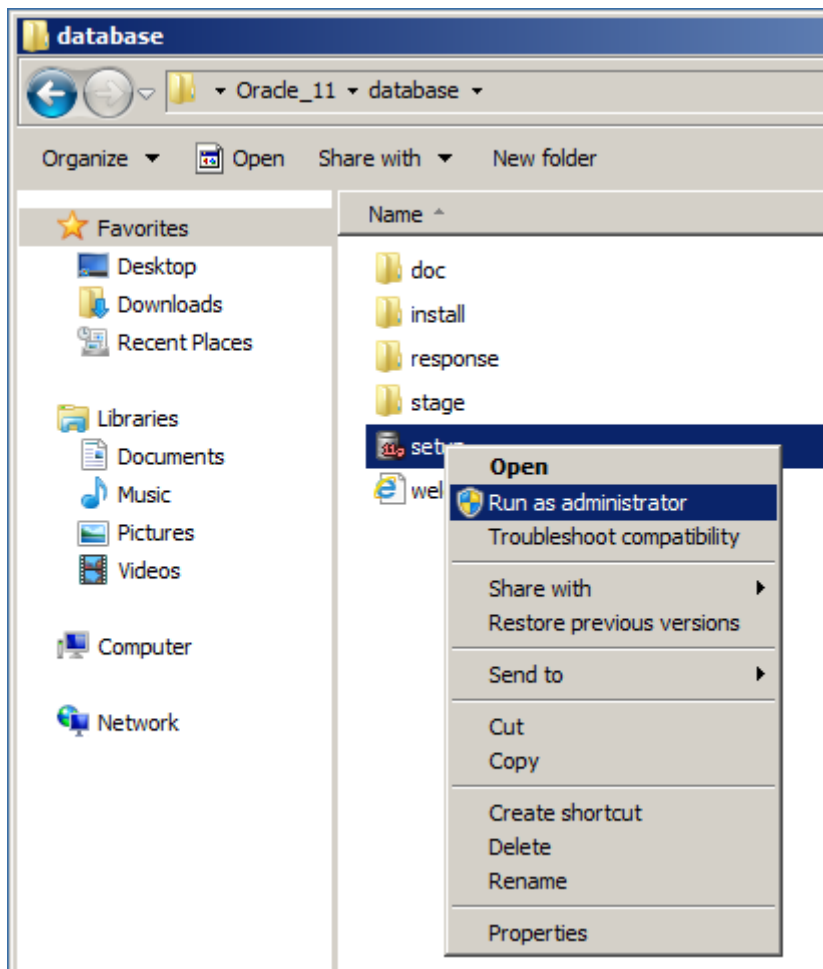 database
Oracle_11 database
Organize Open Share with New folder
Favorites
Desktop
Downloads
Recent Places
Libraries
Documents
Music
Pictures
Videos
Computer
Network
Name
doc
install
response
stage
setup
wel
Open
Run as administrator
Troubleshoot compatibility
Share with
Restore previous versions
Send to
Cut
Copy
Create shortcut
Delete
Rename
Properties